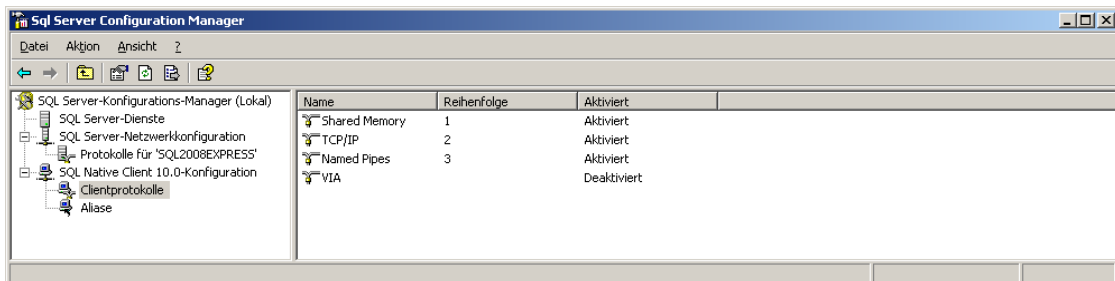 Sql Server Configuration Manager
Datei Aktion Ansicht ?
SQL Server-Konfigurations-Manager (Lokal)
SQL Server-Dienste
SQL Server-Netzwerkkonfiguration
Protokolle für 'SQL2008EXPRESS'
SQL Native Client 10.0-Konfiguration
Clientprotokolle
Aliase
Name Reihenfolge Aktiviert
Shared Memory 1 Aktiviert
TCP/IP 2 Aktiviert
Named Pipes 3 Aktiviert
VIA Deaktiviert